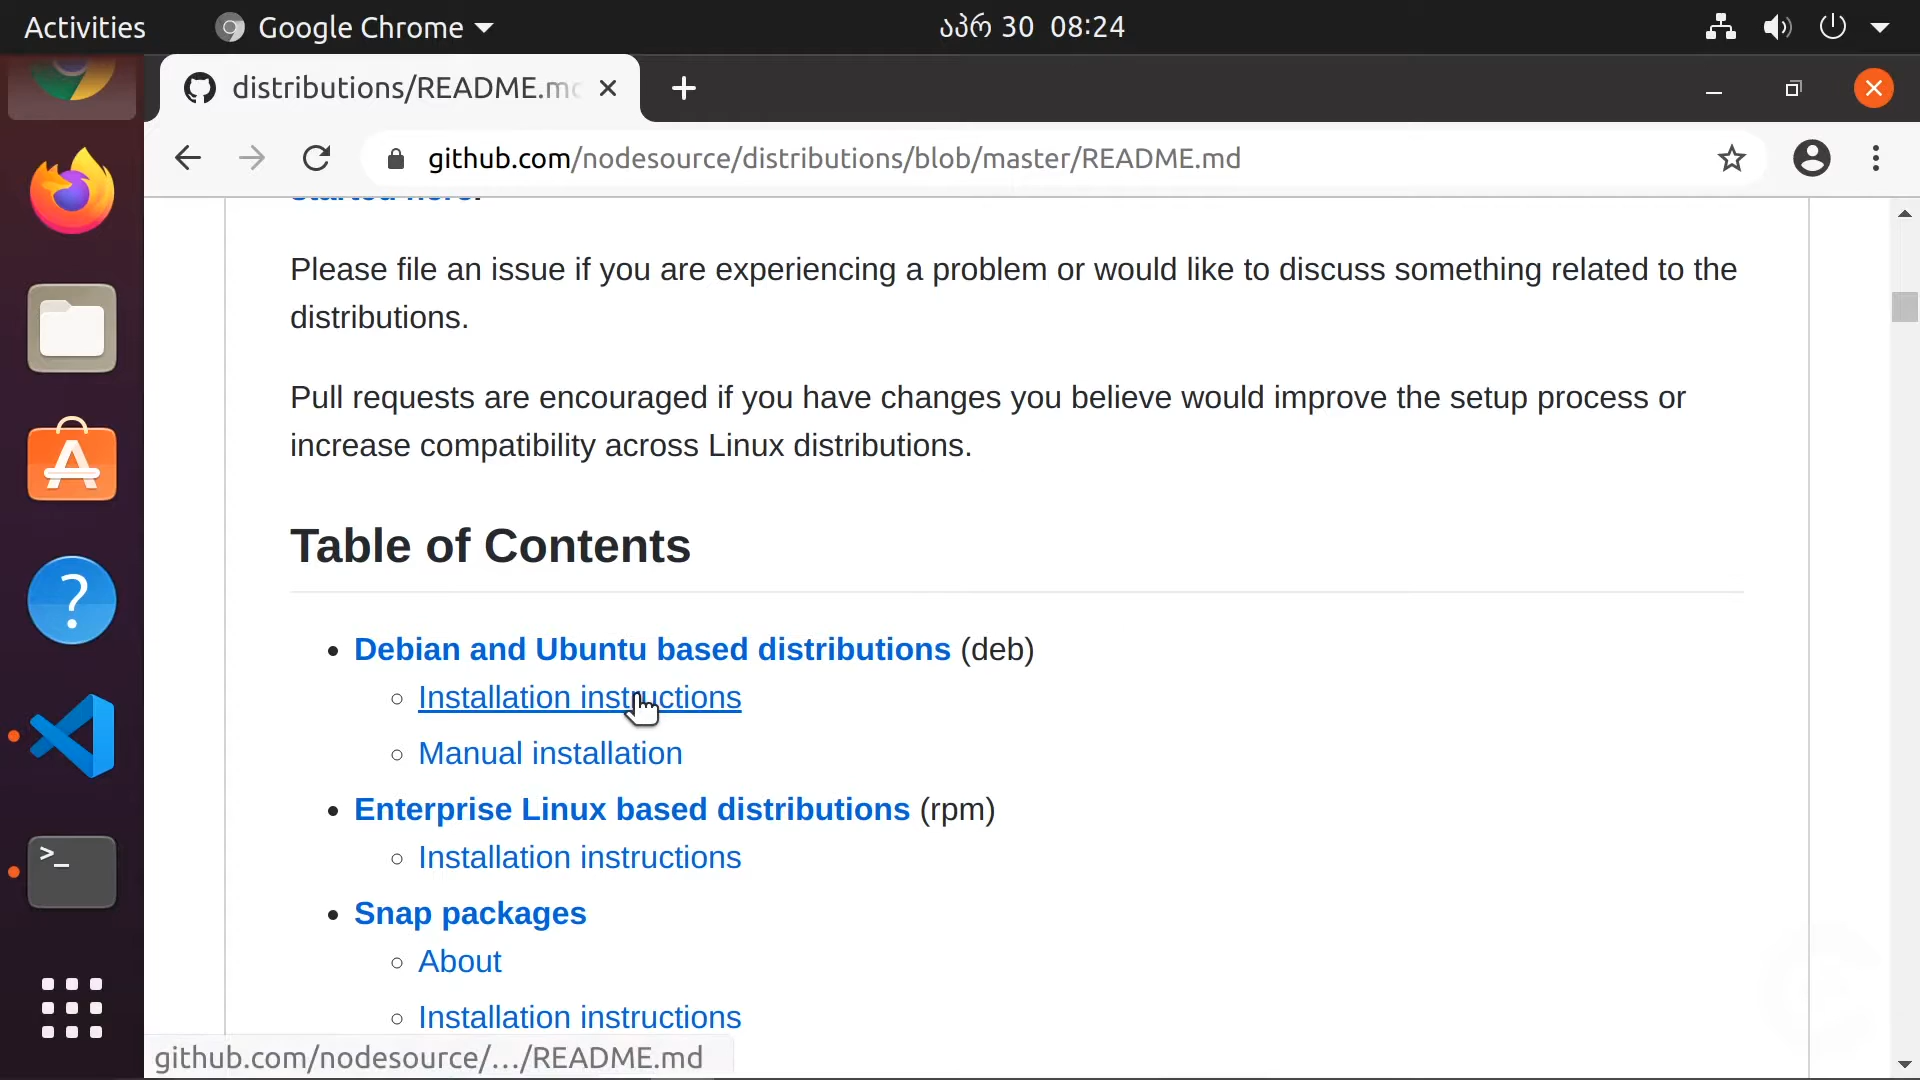 Activities
Google Chrome
აპრ 30 08:24
distributions/README.md
github.com/nodesource/distributions/blob/master/README.md
started here.
Please file an issue if you are experiencing a problem or would like to discuss something related to the
distributions.
Pull requests are encouraged if you have changes you believe would improve the setup process or
increase compatibility across Linux distributions.
Table of Contents
Debian and Ubuntu based distributions (deb)
Installation instructions
Manual installation
Enterprise Linux based distributions (rpm)
Installation instructions
Snap packages
About
Installation instructions
github.com/nodesource/…/README.md